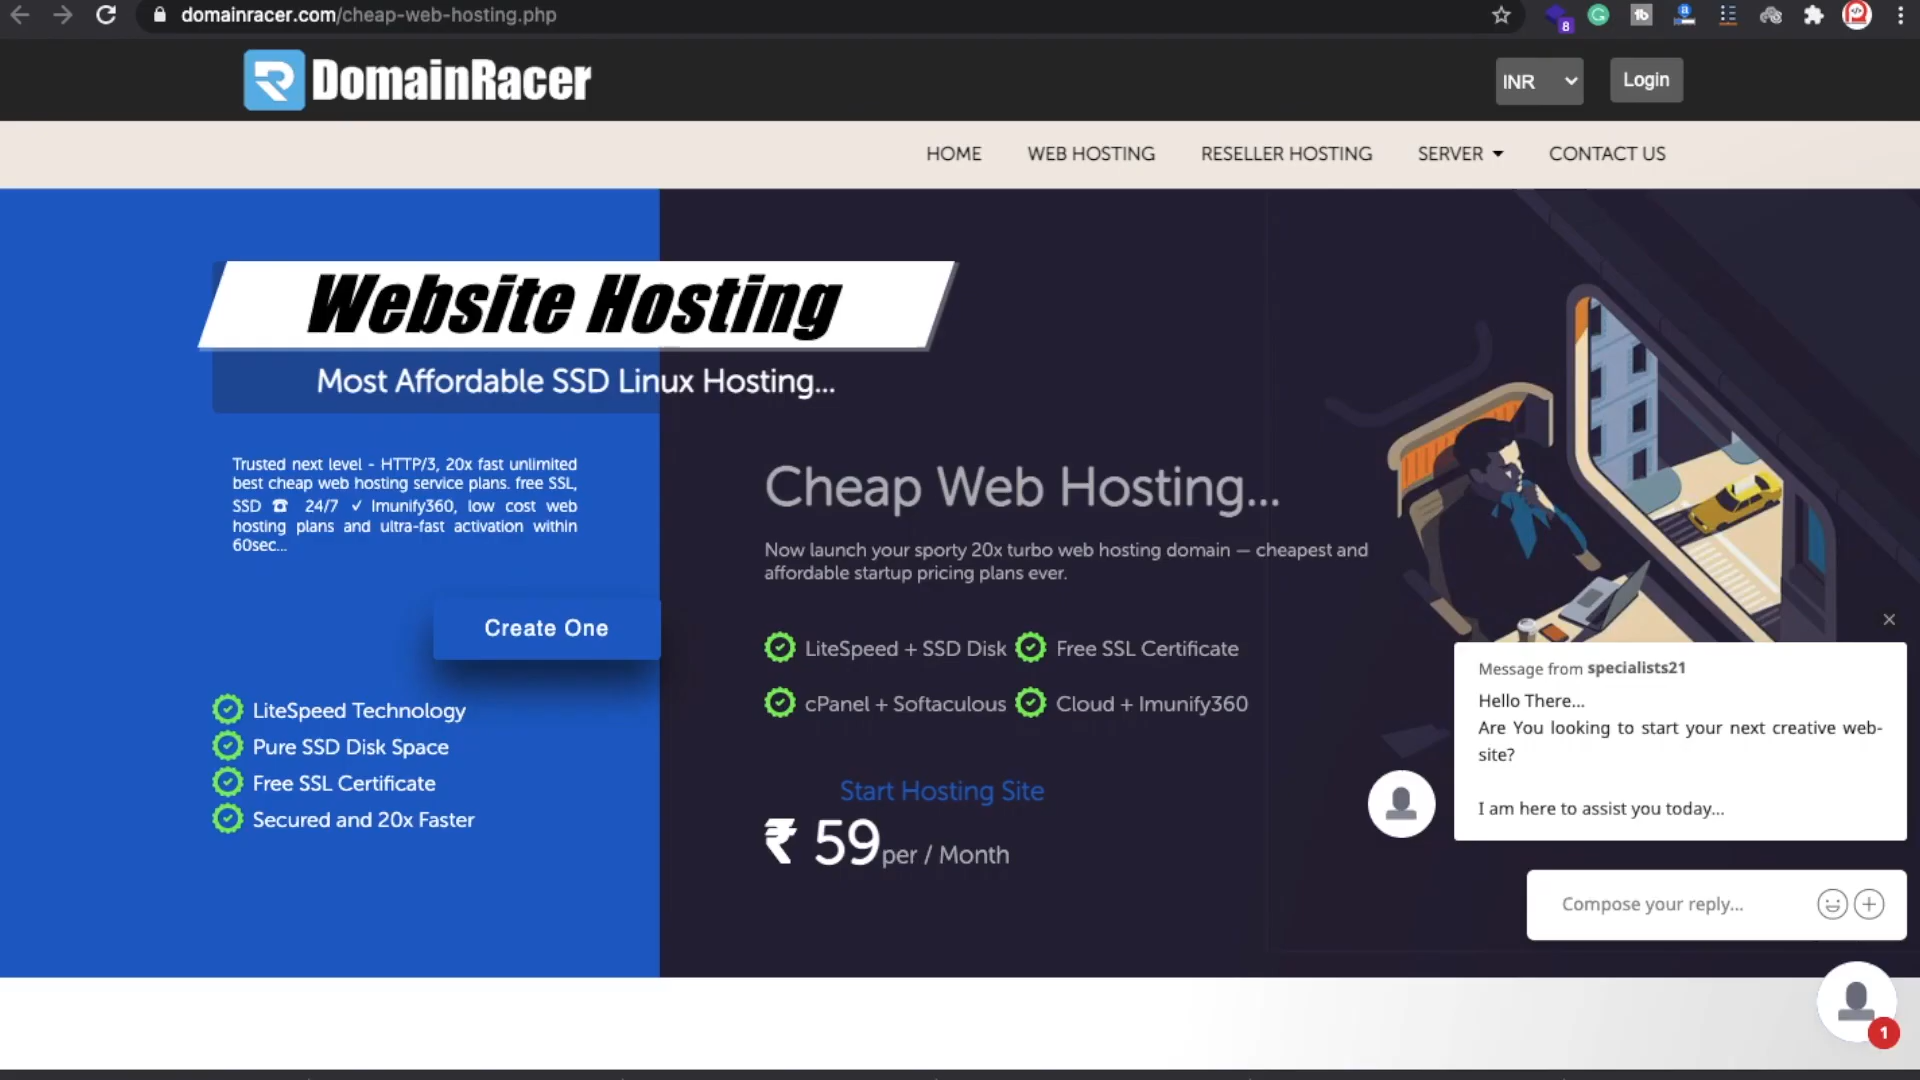 domainracer.com/cheap-web-hosting.php
8
DomainRacer
INR
Login
HOME
WEB HOSTING
RESELLER HOSTING
SERVER
CONTACT US
Website Hosting
Most Affordable SSD Linux Hosting...
Trusted next level - HTTP/3, 20x fast unlimited
best cheap web hosting service plans. free SSL,
SSD ☎ 24/7 ✓ Imunify360, low cost web
hosting plans and ultra-fast activation within
60sec...
Create One
LiteSpeed Technology
Pure SSD Disk Space
Free SSL Certificate
Secured and 20x Faster
Cheap Web Hosting...
Now launch your sporty 20x turbo web hosting domain — cheapest and
affordable startup pricing plans ever.
LiteSpeed + SSD Disk
Free SSL Certificate
cPanel + Softaculous
Cloud + Imunify360
Start Hosting Site
₹ 59per / Month
Message from specialists21
Hello There...
Are You looking to start your next creative web-
site?
I am here to assist you today...
Compose your reply...
1